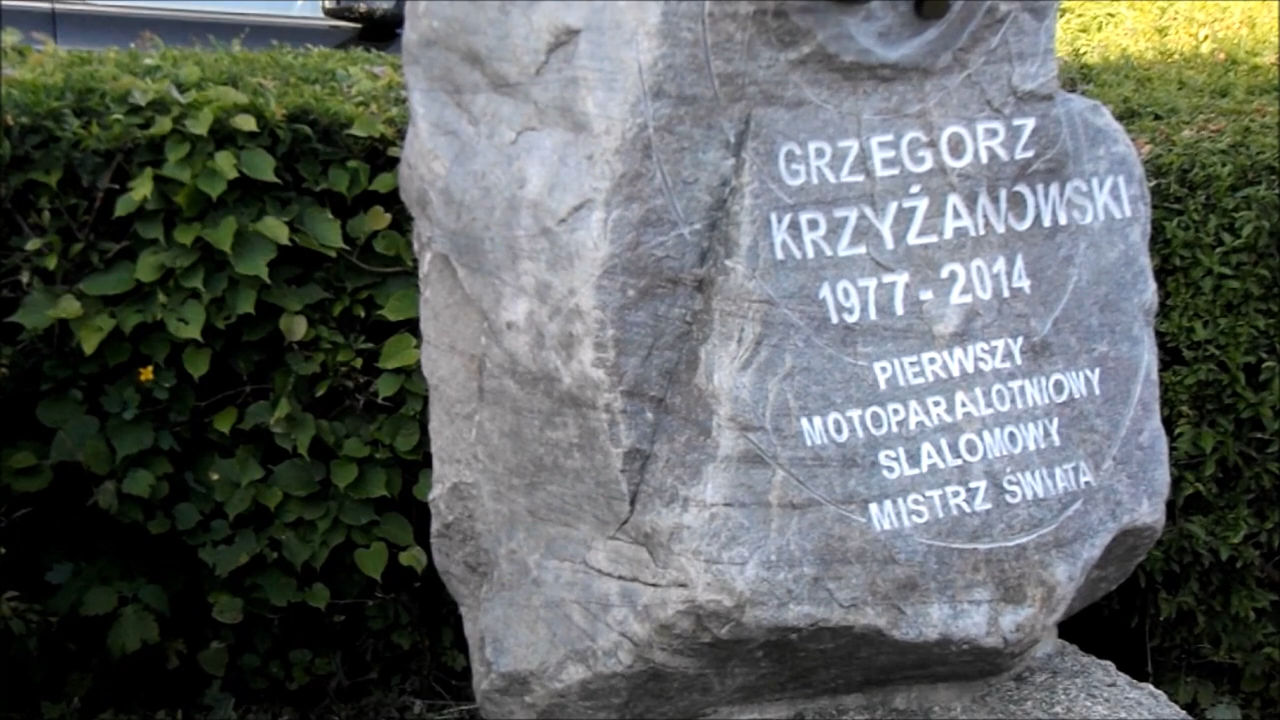 GRZEGORZ
KRZYŻANOWSKI
1977-2014
PIERWSZY
MOTOPARALOTNIOWY
SLALOMOWY
MISTRZ ŚWIATA